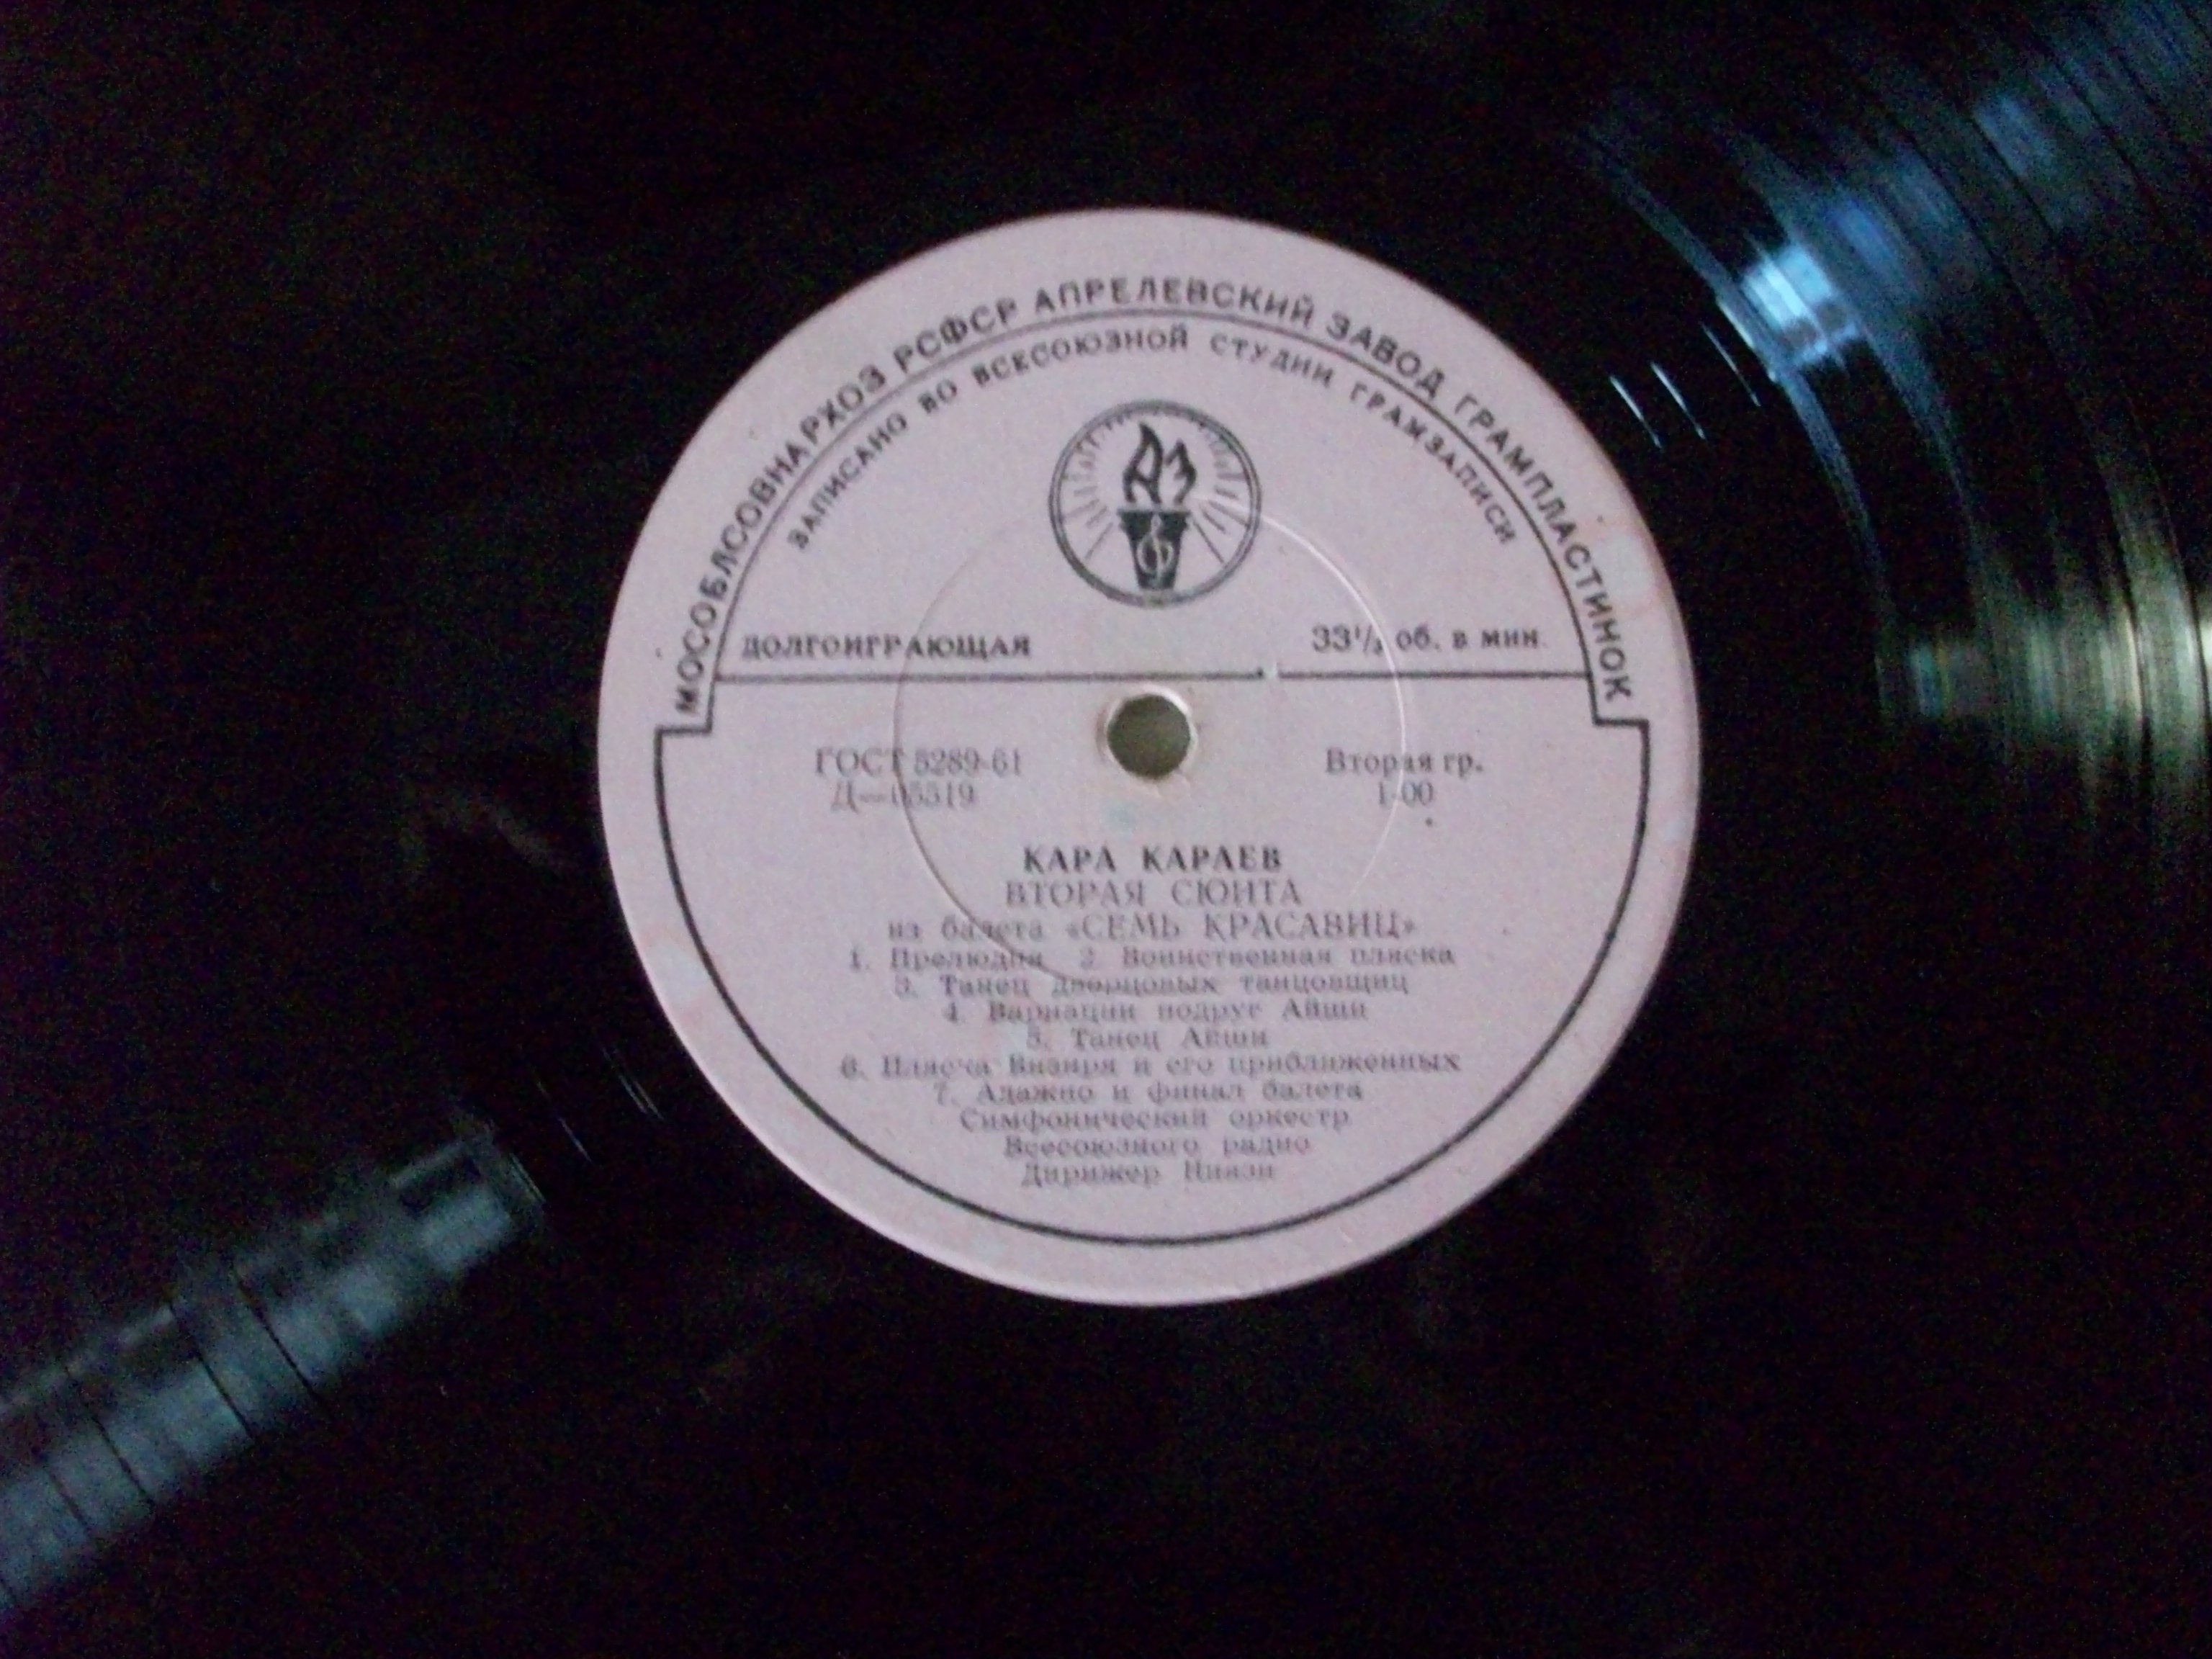 МОСОБЛСОВНАРХОЗ РСФСР АПРЕЛЕВСКИЙ ЗАВОД ГРАМПЛАСТИНОК
ЗАПИСАНО ВО ВСЕСОЮЗНОЙ СТУДИИ ГРАМЗАПИСИ
АЗ
ДОЛГОИГРАЮЩАЯ
33⅓ об. в мин.
ГОСТ 5289-61
Вторая гр.
Д—05519
1-00
КАРА КАРАЕВ
ВТОРАЯ СЮИТА
из балета «СЕМЬ КРАСАВИЦ»
1. Прелюдия 2. Воинственная пляска
3. Танец дворцовых танцовщиц
4. Вариации подруг Айши
5. Танец Айши
6. Пляска Визиря и его приближенных
7. Адажио и финал балета
Симфонический оркестр
Всесоюзного радио
Дирижер Ниязи